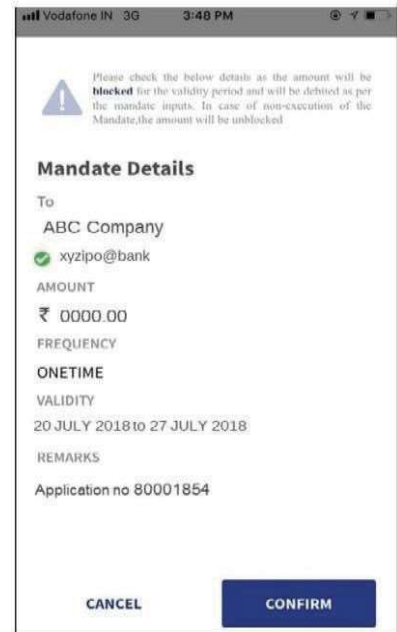 Vodafone IN 3G 3:48 PM
Please check the below details as the amount will be
blocked for the validity period and will be debited as per
the mandate inputs. In case of non-execution of the
Mandate,the amount will be unblocked
Mandate Details
To
ABC Company
xyzipo@bank
AMOUNT
₹ 0000.00
FREQUENCY
ONETIME
VALIDITY
20 JULY 2018 to 27 JULY 2018
REMARKS
Application no 80001854
CANCEL CONFIRM